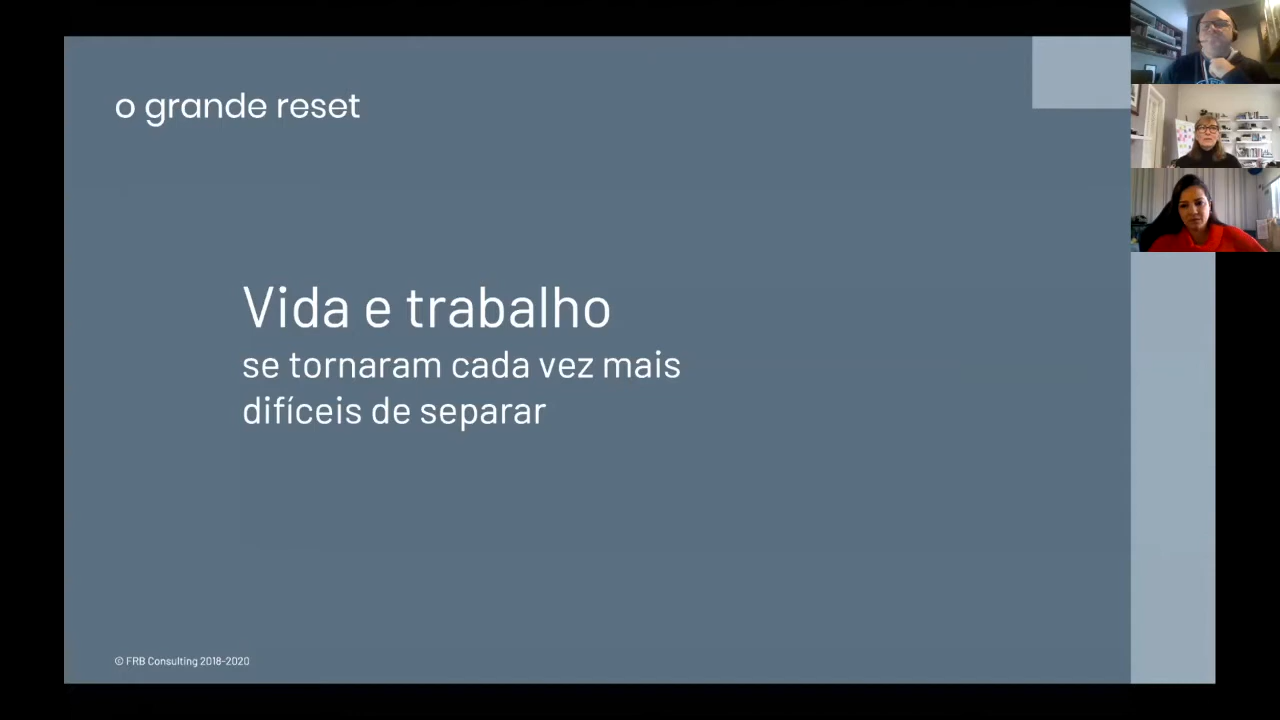 o grande reset
Vida e trabalho
se tornaram cada vez mais
difíceis de separar
© FRB Consulting 2018-2020